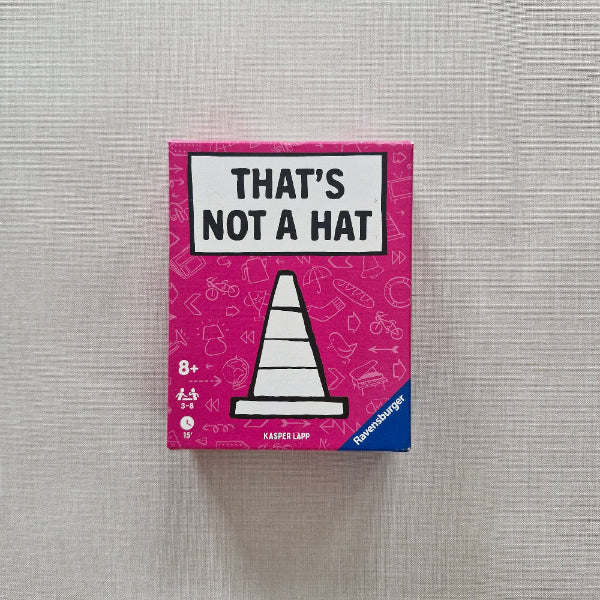 THAT'S
NOT A HAT
8+
3-8
15'
KASPER LAPP
Ravensburger